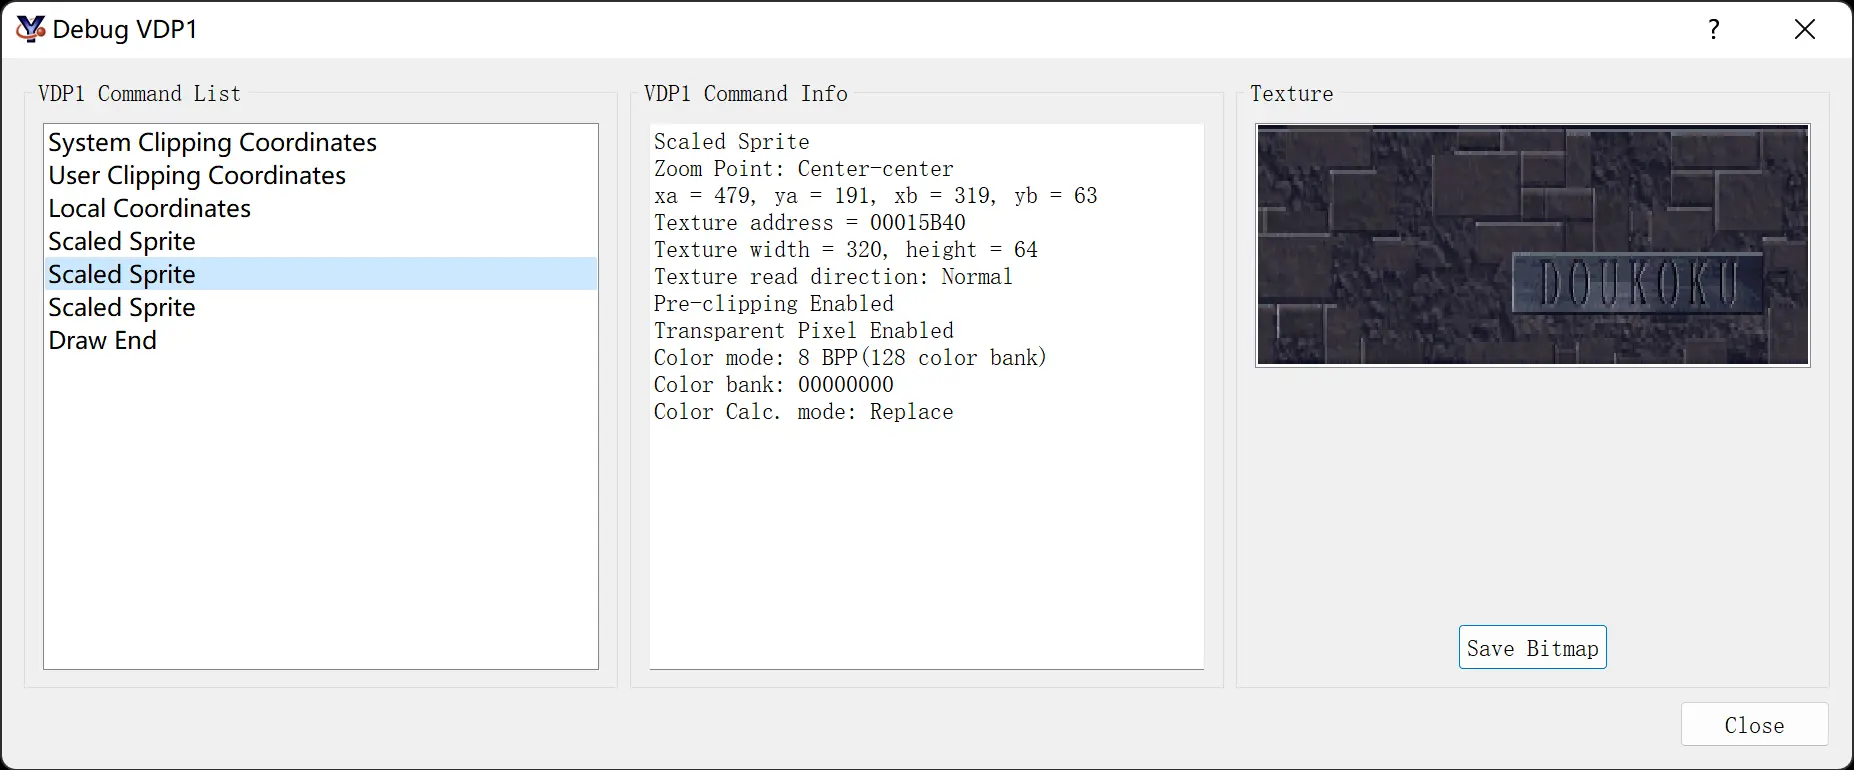 Debug VDP1
?
VDP1 Command List
System Clipping Coordinates
User Clipping Coordinates
Local Coordinates
Scaled Sprite
Scaled Sprite
Scaled Sprite
Draw End
VDP1 Command Info
Scaled Sprite
Zoom Point: Center-center
xa = 479, ya = 191, xb = 319, yb = 63
Texture address = 00015B40
Texture width = 320, height = 64
Texture read direction: Normal
Pre-clipping Enabled
Transparent Pixel Enabled
Color mode: 8 BPP(128 color bank)
Color bank: 00000000
Color Calc. mode: Replace
Texture
DOUKOKU
Save Bitmap
Close